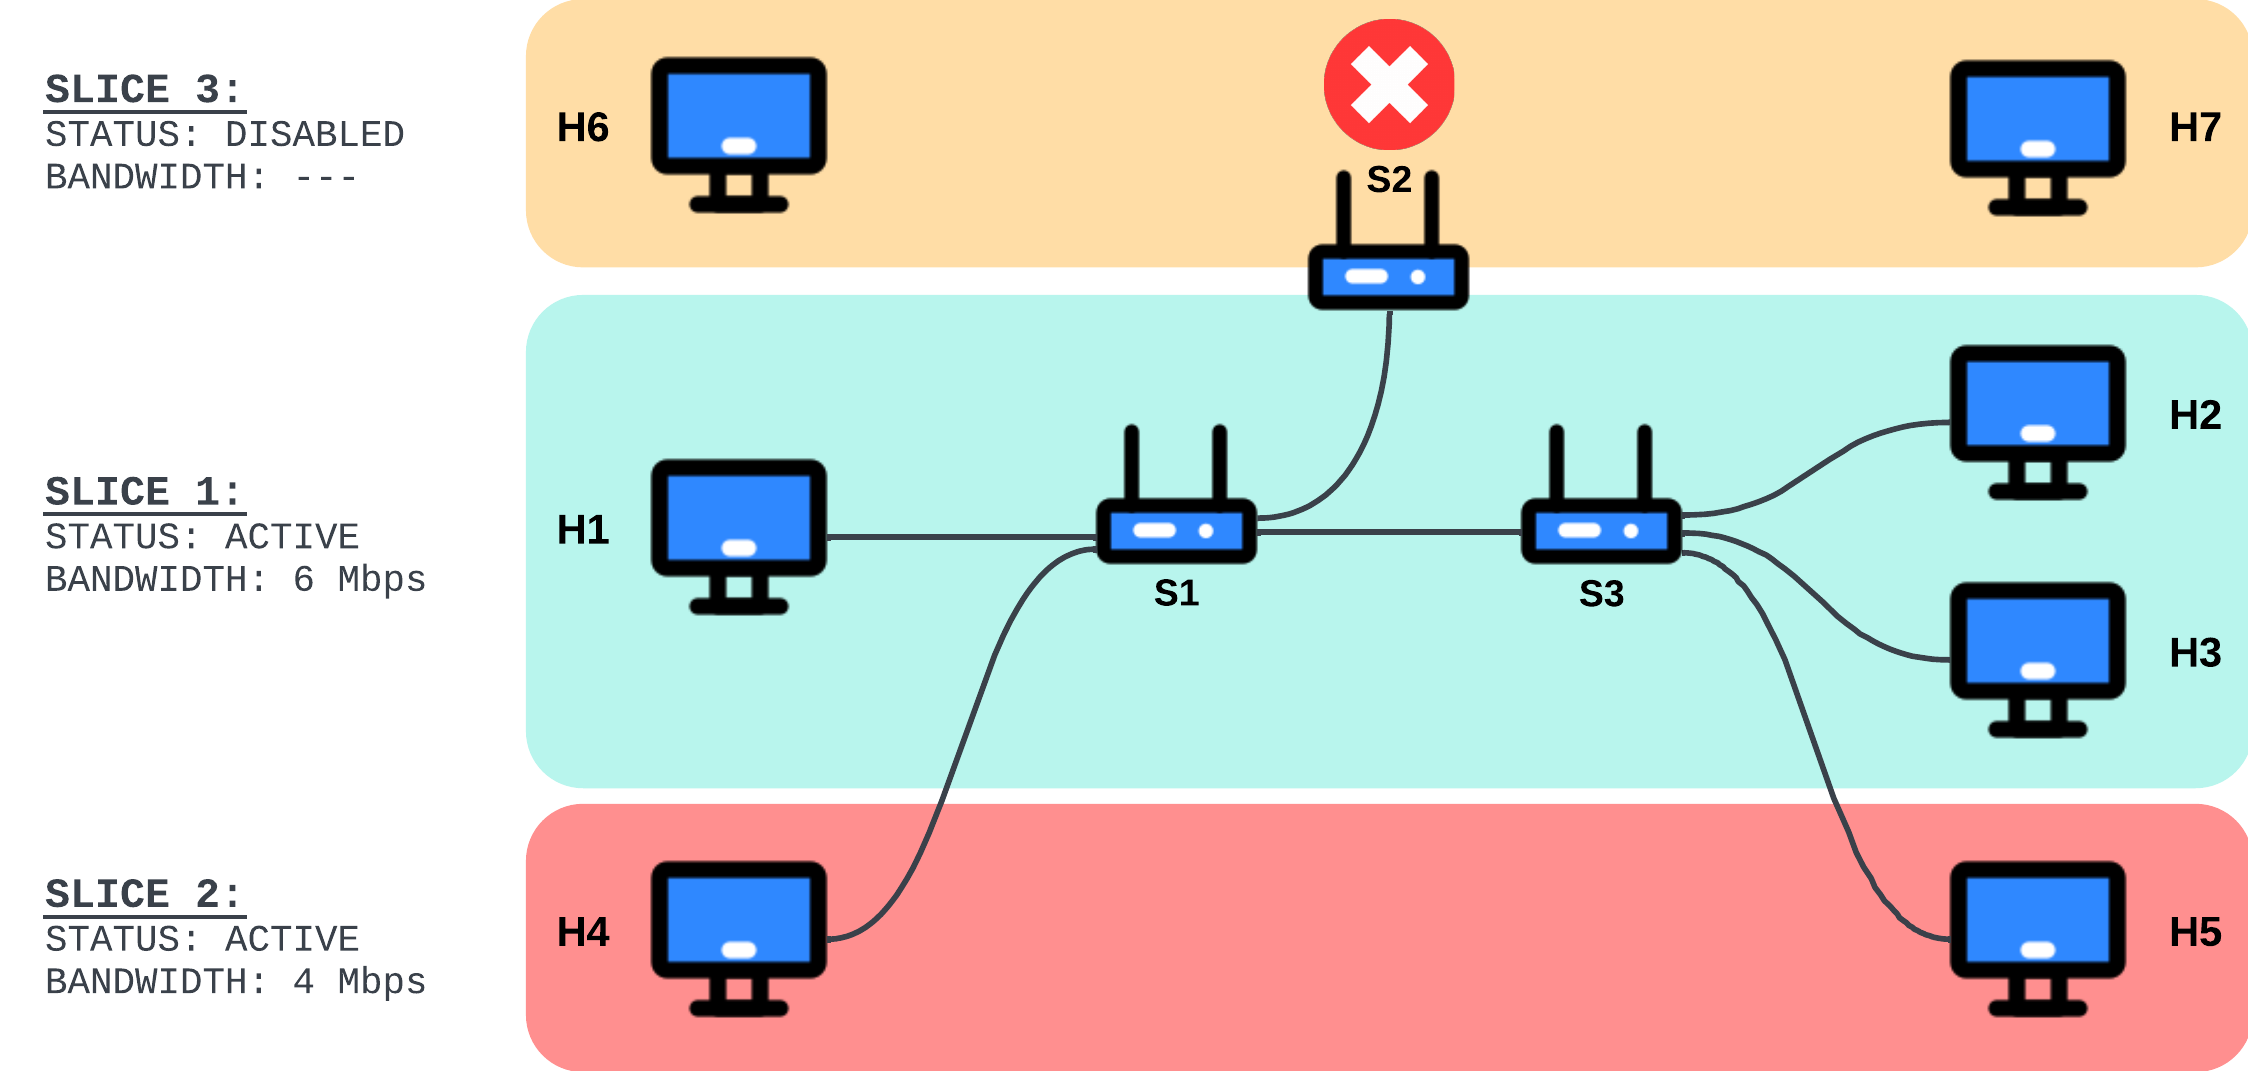 SLICE 3:
STATUS: DISABLED
BANDWIDTH: ---
H6
S2
H7
SLICE 1:
STATUS: ACTIVE
BANDWIDTH: 6 Mbps
H1
S1
S3
H2
H3
SLICE 2:
STATUS: ACTIVE
BANDWIDTH: 4 Mbps
H4
H5